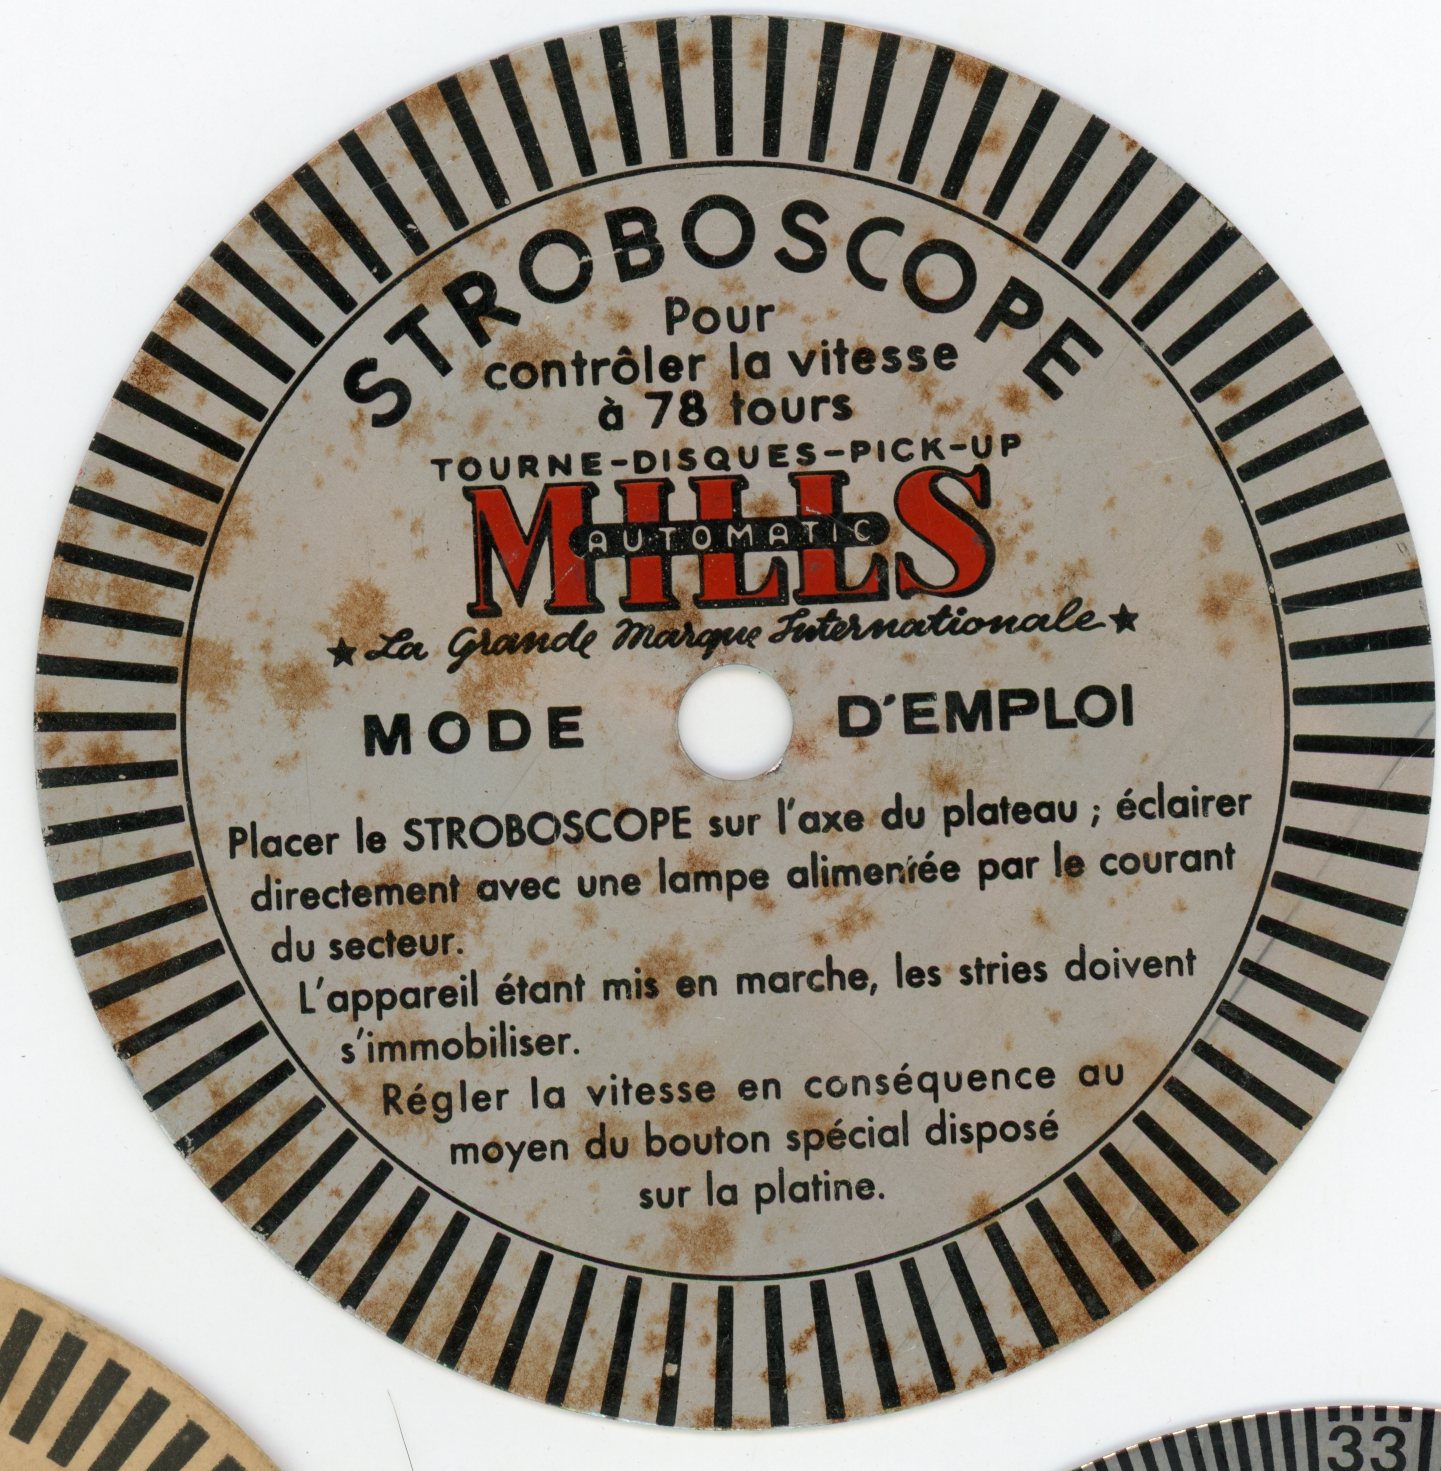 STROBOSCOPE
Pour
contrôler la vitesse
à 78 tours
TOURNE-DISQUES-PICK-UP
MILLS
AUTOMATIC
★ La Grande Marque Internationale ★
MODE D'EMPLOI
Placer le STROBOSCOPE sur l'axe du plateau ; éclairer
directement avec une lampe alimentée par le courant
du secteur.
L'appareil étant mis en marche, les stries doivent
s'immobiliser.
Régler la vitesse en conséquence au
moyen du bouton spécial disposé
sur la platine.
33